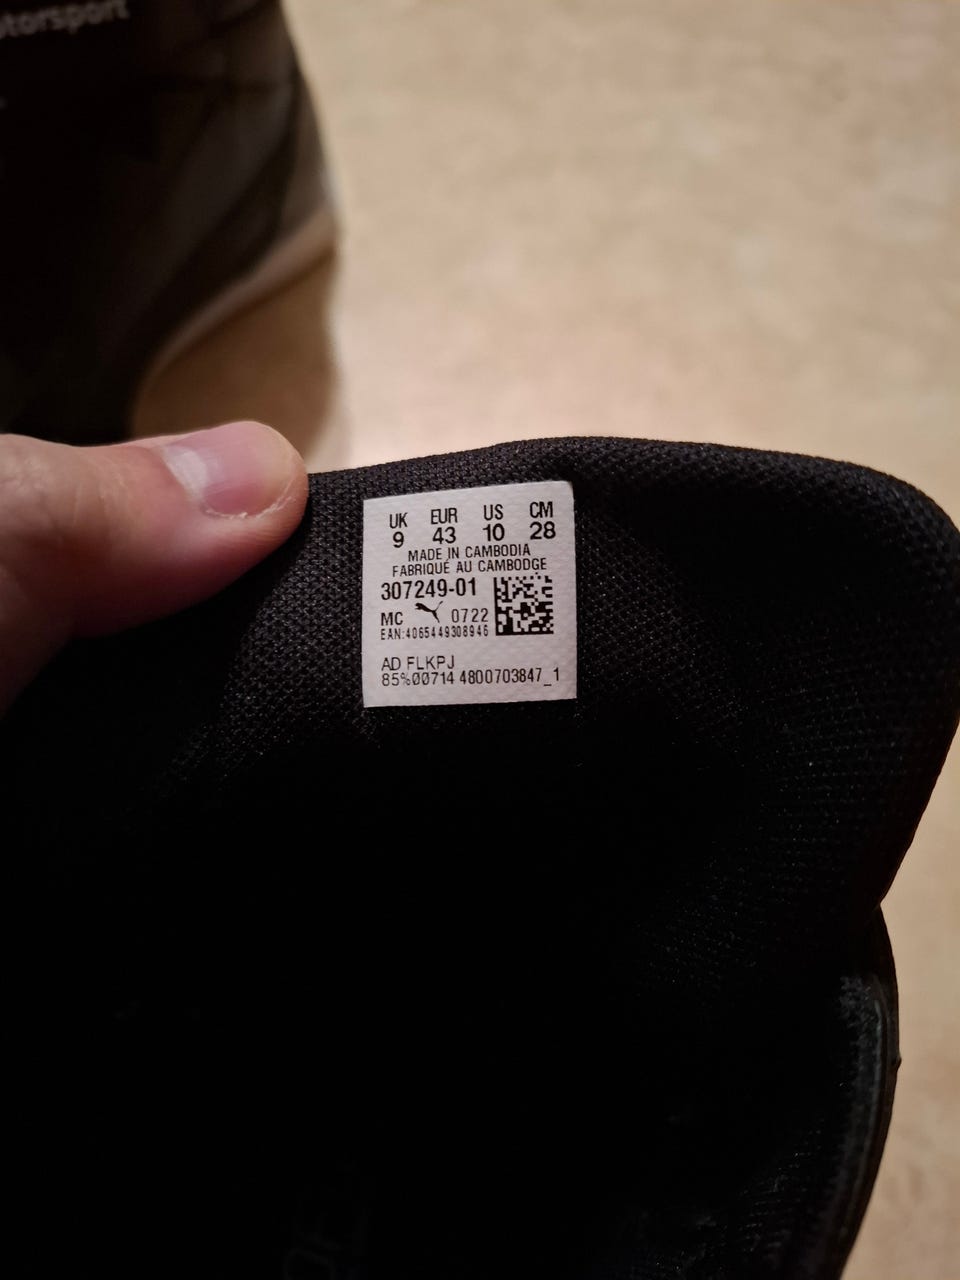 otorsport
UK EUR US CM
9 43 10 28
MADE IN CAMBODIA
FABRIQUÉ AU CAMBODGE
307249-01
MC 0722
EAN:4065449308946
AD FLKPJ
85%00714 4800703847_1